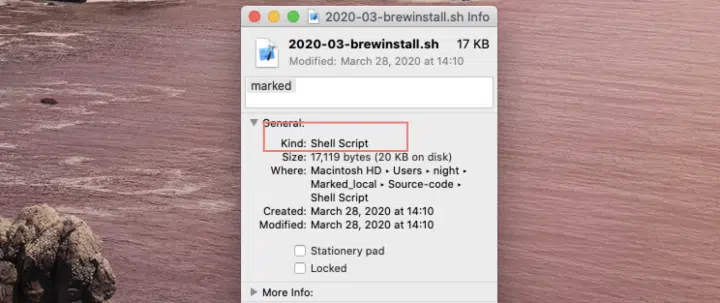 2020-03-brewinstall.sh Info
2020-03-brewinstall.sh 17 KB
Modified: March 28, 2020 at 14:10
marked
General:
Kind: Shell Script
Size: 17,119 bytes (20 KB on disk)
Where: Macintosh HD ‣ Users ‣ night ‣
Marked_local ‣ Source-code ‣
Shell Script
Created: March 28, 2020 at 14:10
Modified: March 28, 2020 at 14:10
Stationery pad
Locked
More Info: